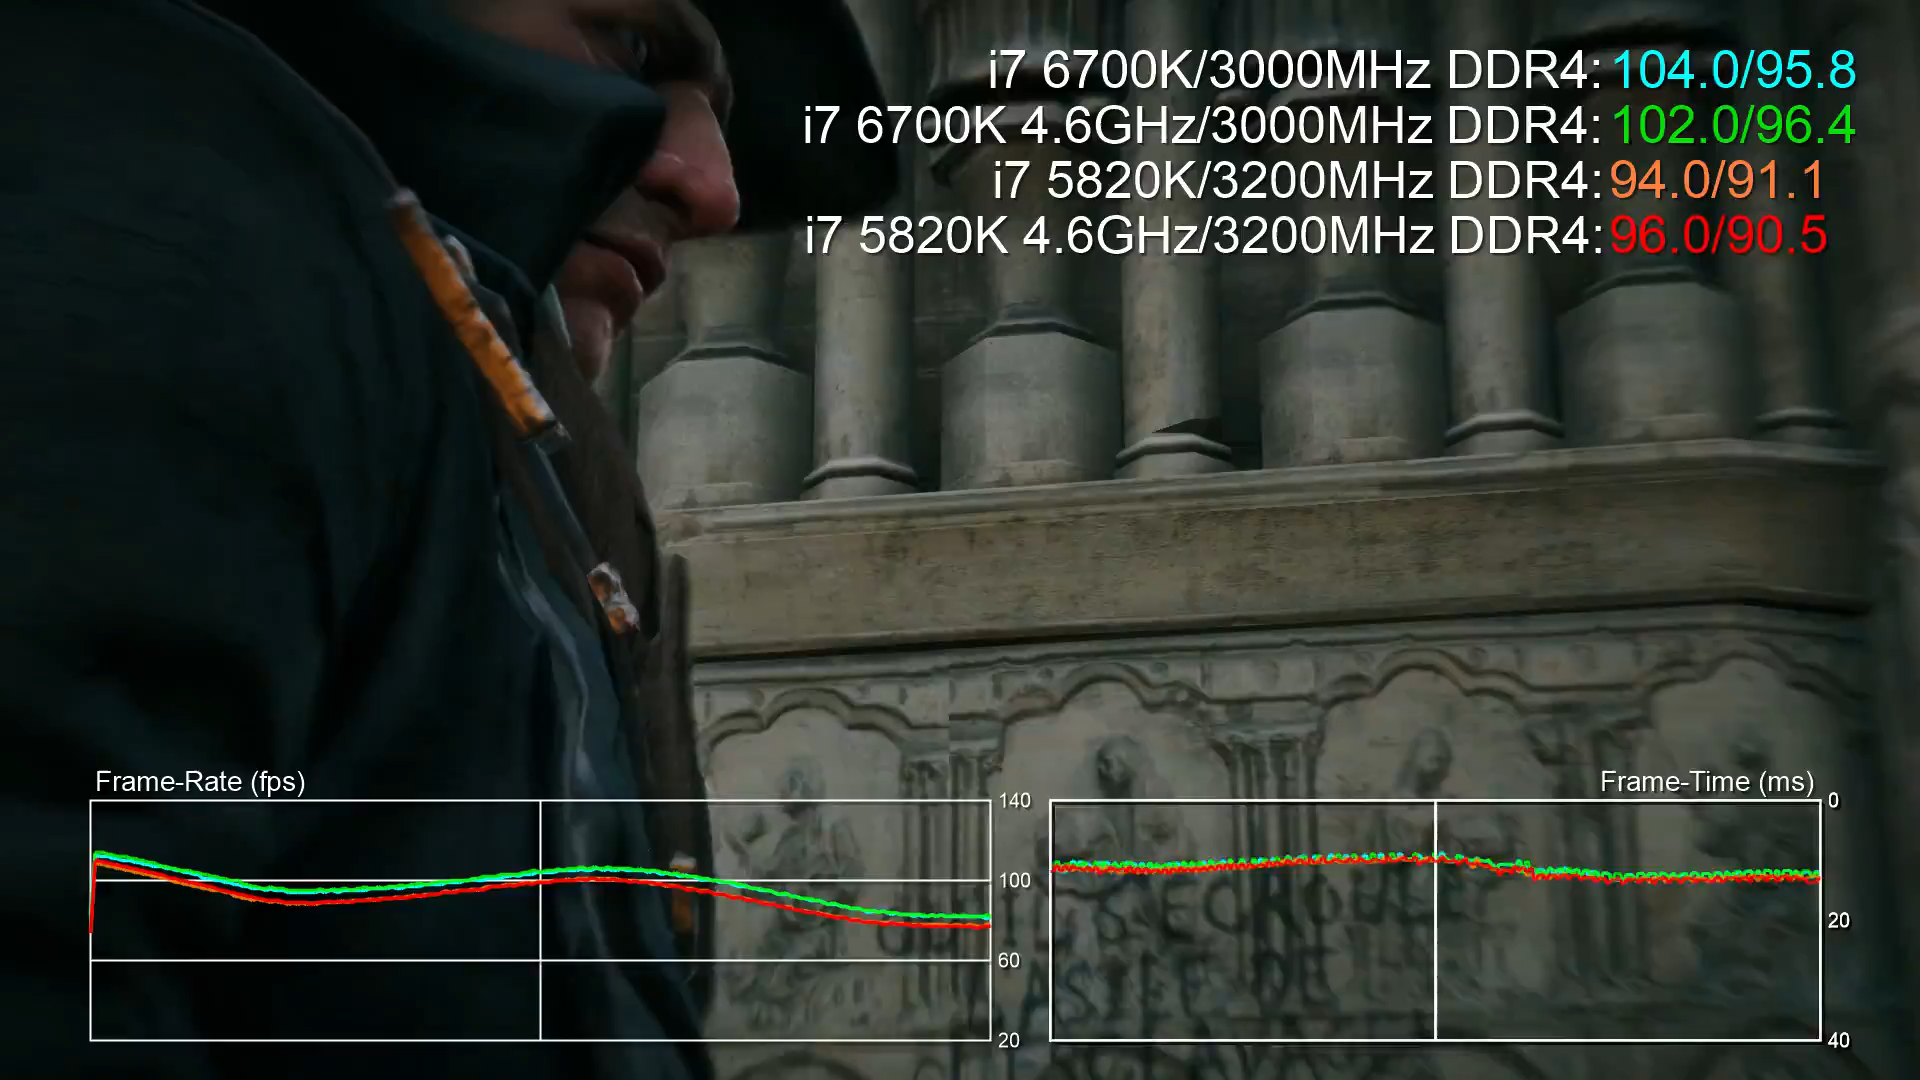 i7 6700K/3000MHz DDR4: 104.0/95.8
i7 6700K 4.6GHz/3000MHz DDR4: 102.0/96.4
i7 5820K/3200MHz DDR4: 94.0/91.1
i7 5820K 4.6GHz/3200MHz DDR4: 96.0/90.5
Frame-Rate (fps)
140
100
60
20
Frame-Time (ms)
0
20
40